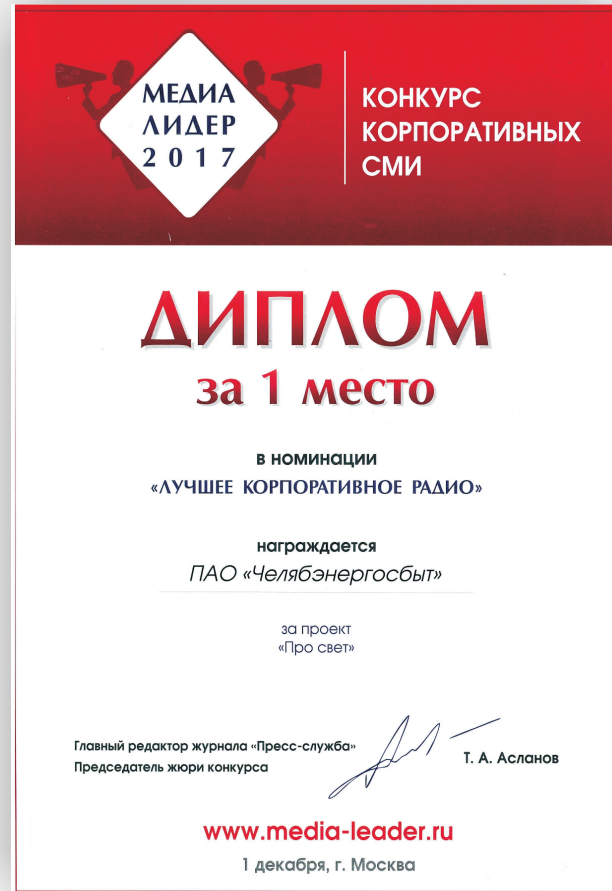 МЕДИА
ЛИДЕР
2017
КОНКУРС
КОРПОРАТИВНЫХ
СМИ
ДИПЛОМ
за 1 место
в номинации
«ЛУЧШЕЕ КОРПОРАТИВНОЕ РАДИО»
награждается
ПАО «Челябэнергосбыт»
за проект
«Про свет»
Главный редактор журнала «Пресс-служба»
Председатель жюри конкурса
Т. А. Асланов
www.media-leader.ru
1 декабря, г. Москва